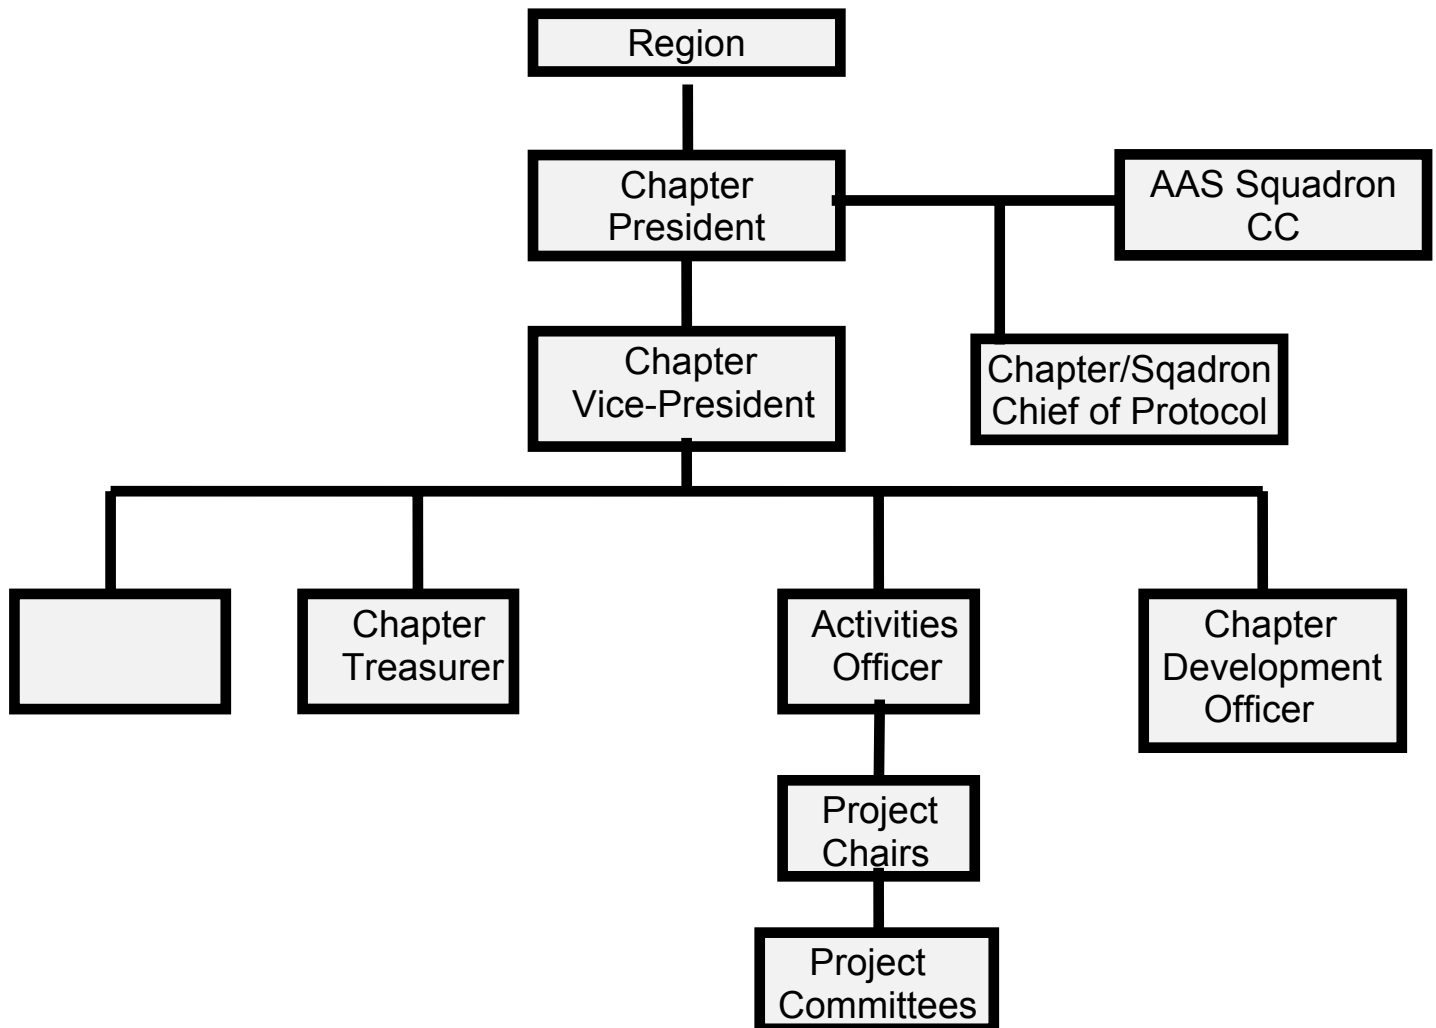 Region
Chapter
President
AAS Squadron
CC
Chapter
Vice-President
Chapter/Sqadron
Chief of Protocol
Chapter
Treasurer
Activities
Officer
Chapter
Development
Officer
Project
Chairs
Project
Committees